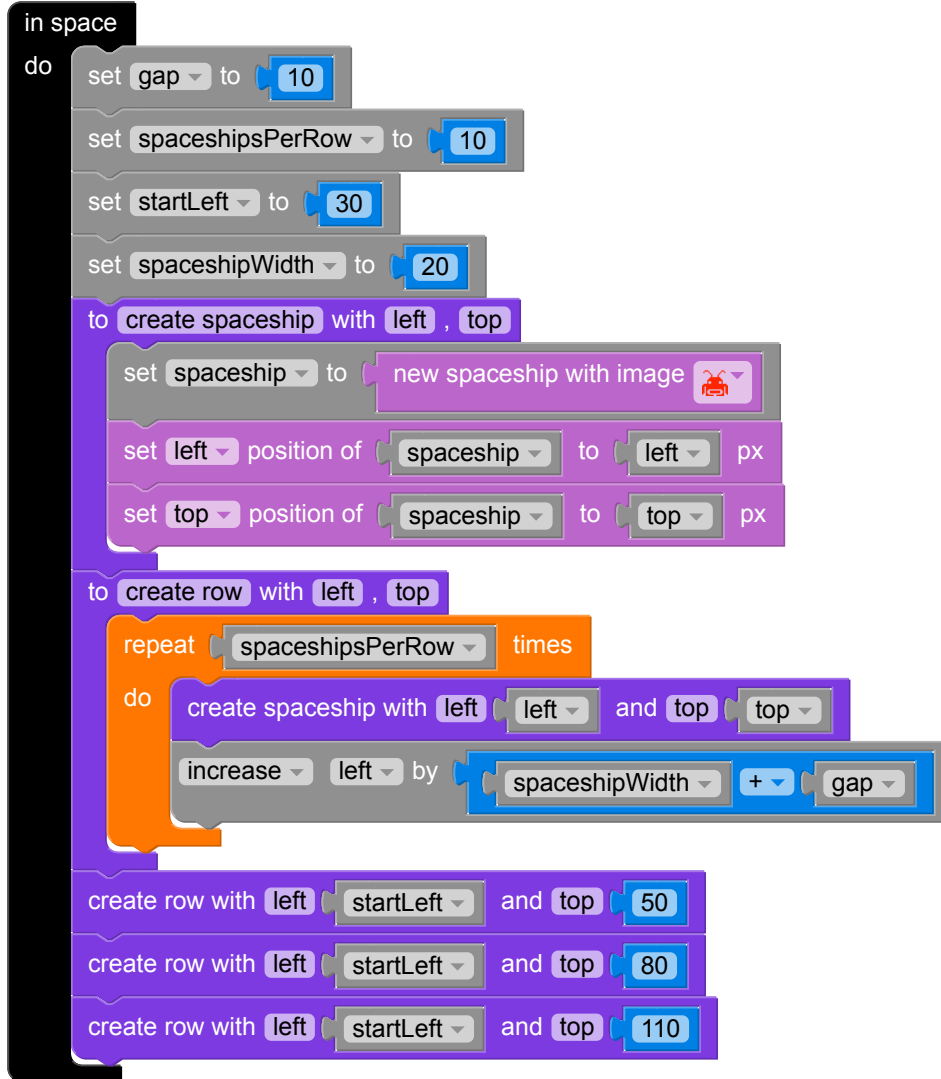 in space
do
set gap to 10
set spaceshipsPerRow to 10
set startLeft to 30
set spaceshipWidth to 20
to create spaceship with left , top
set spaceship to new spaceship with image
set left position of spaceship to left px
set top position of spaceship to top px
to create row with left , top
repeat spaceshipsPerRow times
do
create spaceship with left left and top top
increase left by spaceshipWidth + gap
create row with left startLeft and top 50
create row with left startLeft and top 80
create row with left startLeft and top 110